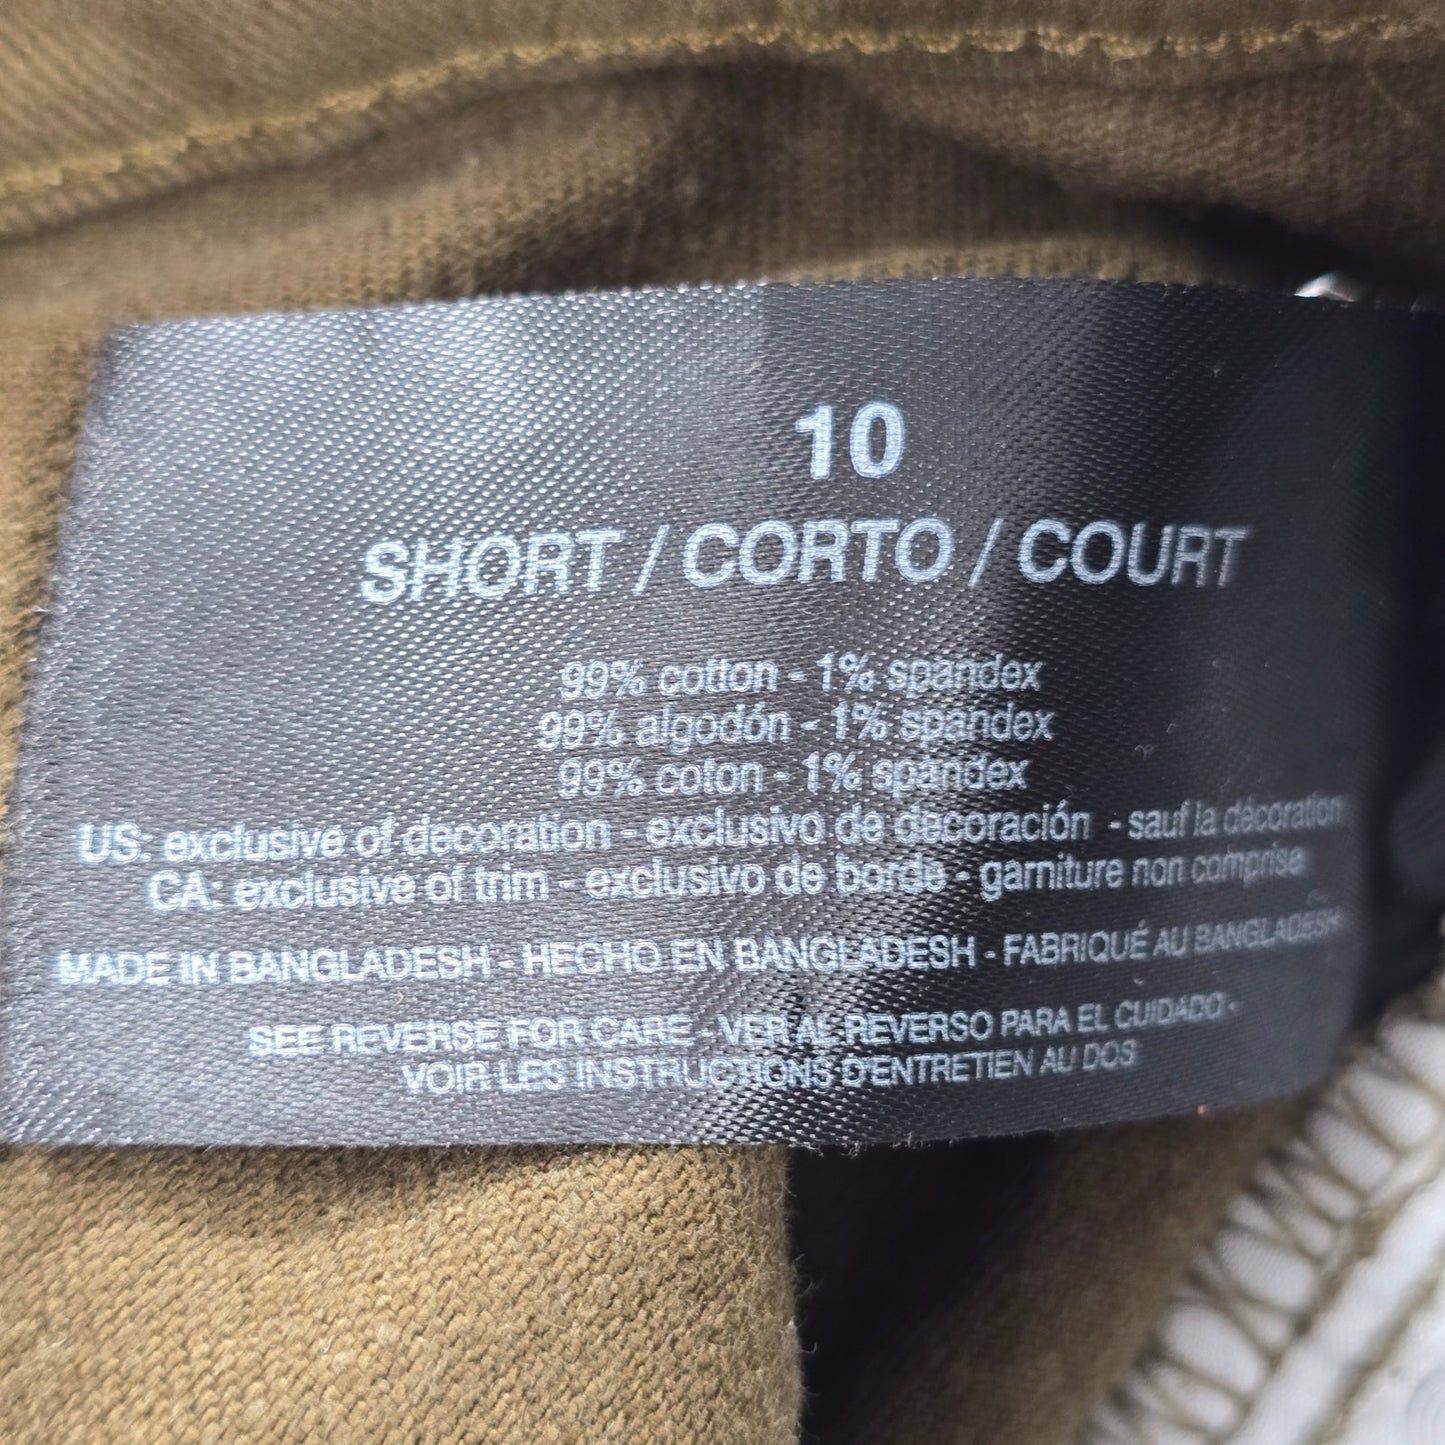 10
SHORT / CORTO / COURT
99% cotton - 1% spandex
99% algodón - 1% spandex
99% coton - 1% spandex
US: exclusive of decoration - exclusivo de decoración - sauf la décoration
CA: exclusive of trim - exclusivo de borde - garniture non comprise
MADE IN BANGLADESH - HECHO EN BANGLADESH - FABRIQUÉ AU BANGLADESH
SEE REVERSE FOR CARE - VER AL REVERSO PARA EL CUIDADO -
VOIR LES INSTRUCTIONS D'ENTRETIEN AU DOS